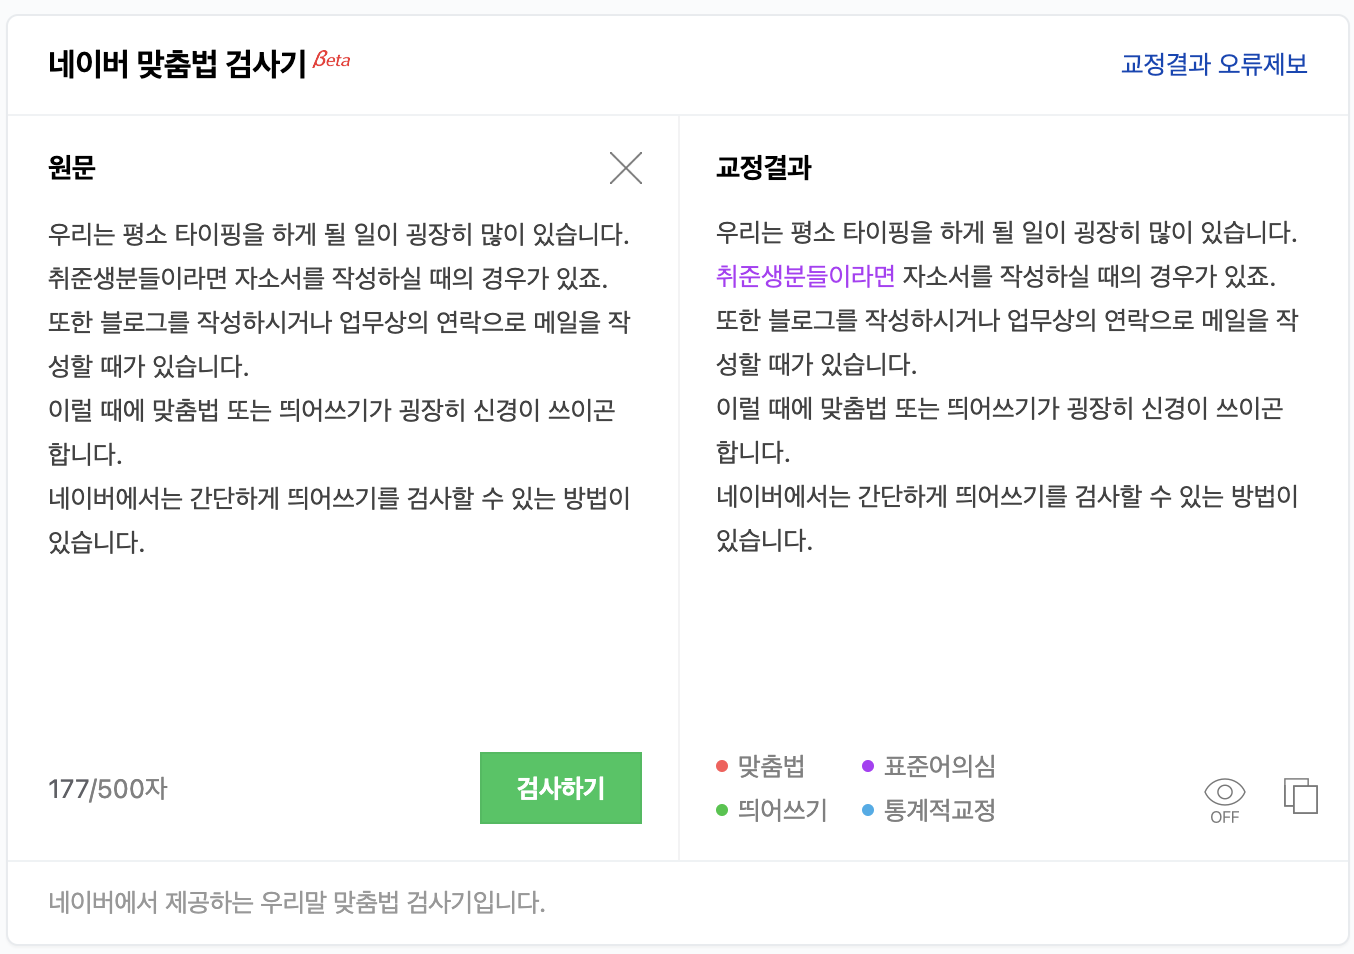 네이버 맞춤법 검사기 Beta
교정결과 오류제보
원문
우리는 평소 타이핑을 하게 될 일이 굉장히 많이 있습니다.
취준생분들이라면 자소서를 작성하실 때의 경우가 있죠.
또한 블로그를 작성하시거나 업무상의 연락으로 메일을 작
성할 때가 있습니다.
이럴 때에 맞춤법 또는 띄어쓰기가 굉장히 신경이 쓰이곤
합니다.
네이버에서는 간단하게 띄어쓰기를 검사할 수 있는 방법이
있습니다.
177/500자
검사하기
교정결과
우리는 평소 타이핑을 하게 될 일이 굉장히 많이 있습니다.
취준생분들이라면 자소서를 작성하실 때의 경우가 있죠.
또한 블로그를 작성하시거나 업무상의 연락으로 메일을 작
성할 때가 있습니다.
이럴 때에 맞춤법 또는 띄어쓰기가 굉장히 신경이 쓰이곤
합니다.
네이버에서는 간단하게 띄어쓰기를 검사할 수 있는 방법이
있습니다.
맞춤법 표준어의심
띄어쓰기 통계적교정
OFF
네이버에서 제공하는 우리말 맞춤법 검사기입니다.